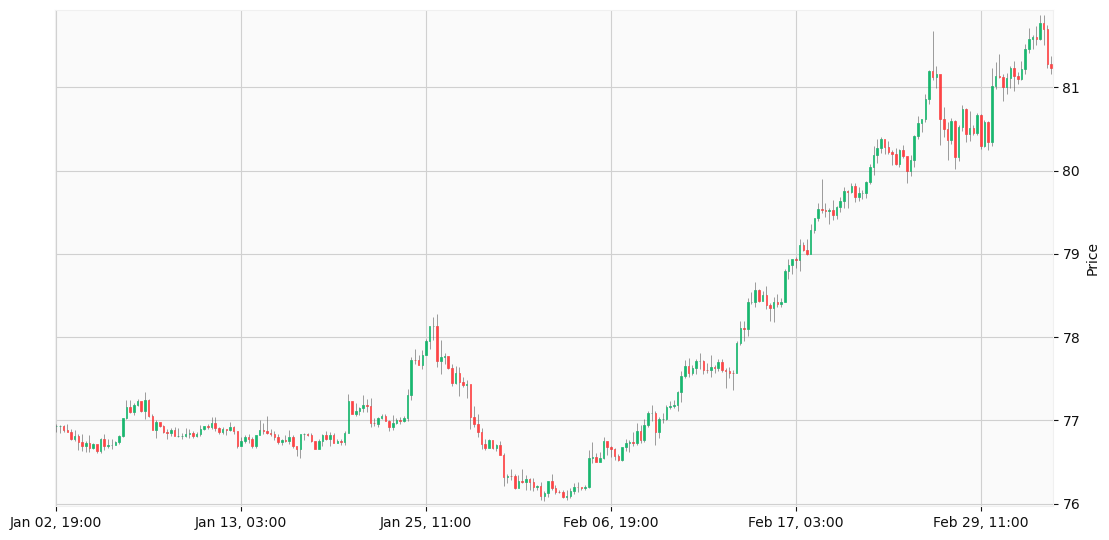 81
80
79
78
77
76
Price
Jan 02, 19:00
Jan 13, 03:00
Jan 25, 11:00
Feb 06, 19:00
Feb 17, 03:00
Feb 29, 11:00